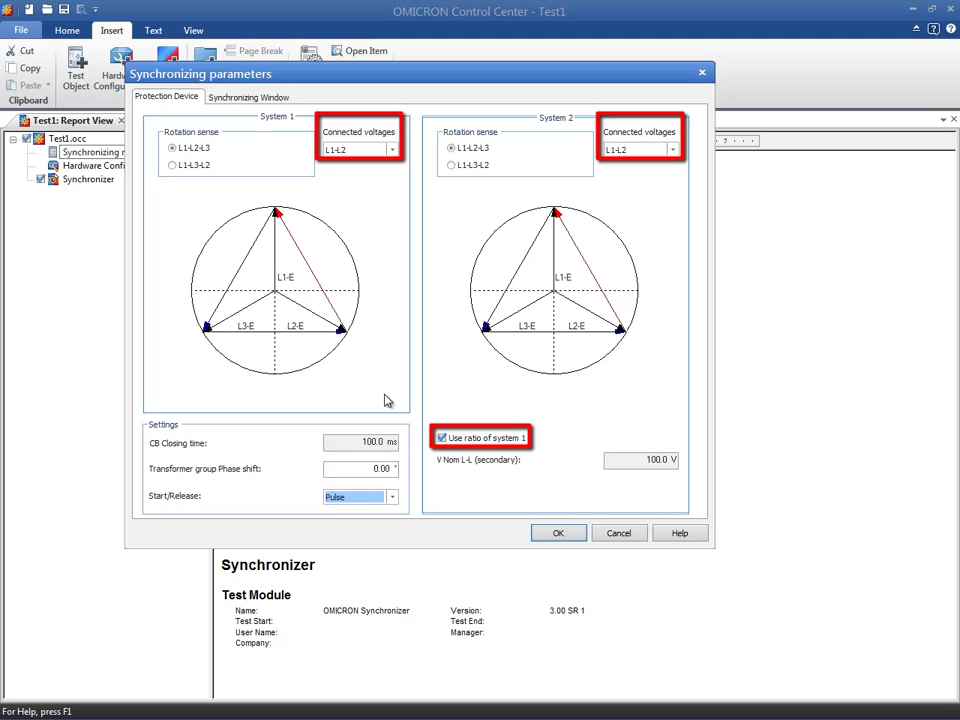 OMICRON Control Center - Test1
File Home Insert Text View
Cut
Copy
Paste
Clipboard
Test
Object
Hardw
Configu
Page Break
Open Item
Test1: Report View
Test1.occ
Synchronizing r
Hardware Confi
Synchronizer
Synchronizing parameters
Protection Device Synchronizing Window
System 1
Rotation sense
L1-L2-L3
L1-L3-L2
Connected voltages
L1-L2
L1-E
L3-E L2-E
System 2
Rotation sense
L1-L2-L3
L1-L3-L2
Connected voltages
L1-L2
L1-E
L3-E L2-E
Settings
CB Closing time: 100.0 ms
Transformer group Phase shift: 0.00 °
Start/Release: Pulse
Use ratio of system 1
V Nom L-L (secondary): 100.0 V
OK Cancel Help
7
Synchronizer
Test Module
Name: OMICRON Synchronizer Version: 3.00 SR 1
Test Start: Test End:
User Name: Manager:
Company:
For Help, press F1